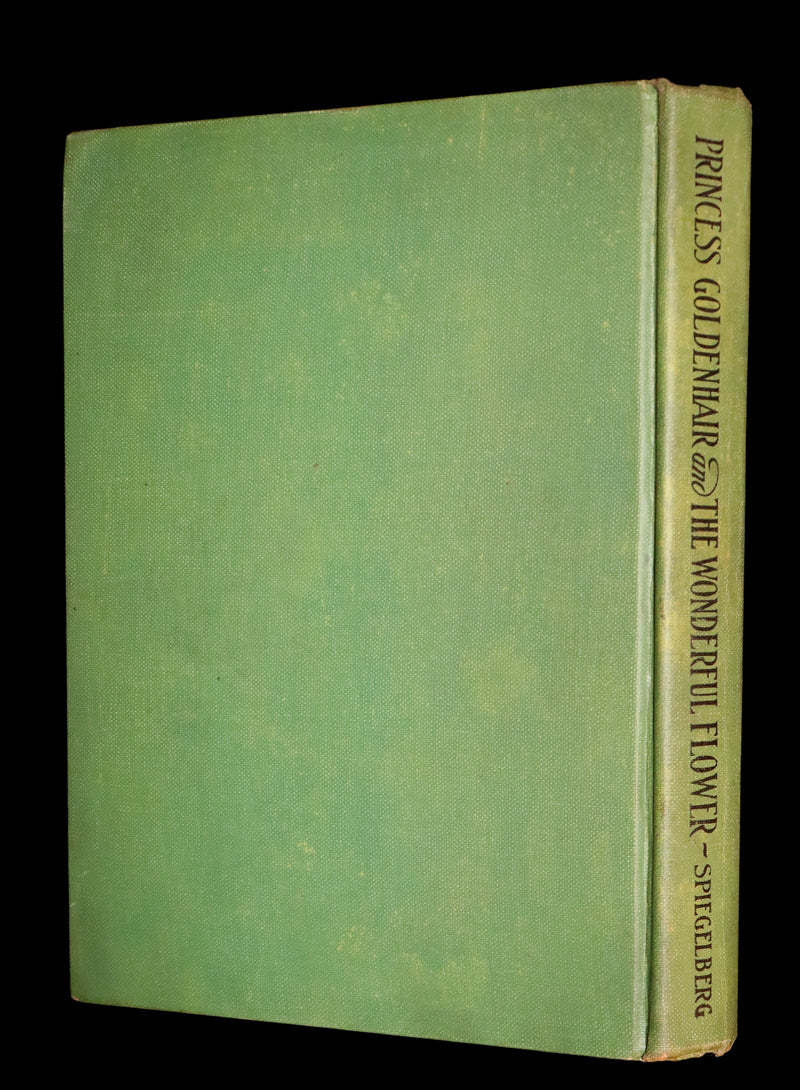 PRINCESS GOLDENHAIR and THE WONDERFUL FLOWER ~ SPIEGELBERG